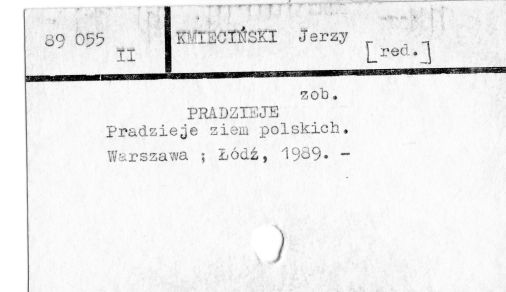 89 055
II
KMIECIŃSKI Jerzy
[red.]
zob.
PRADZIEJE
Pradzieje ziem polskich.
Warszawa ; Łódź, 1989. -